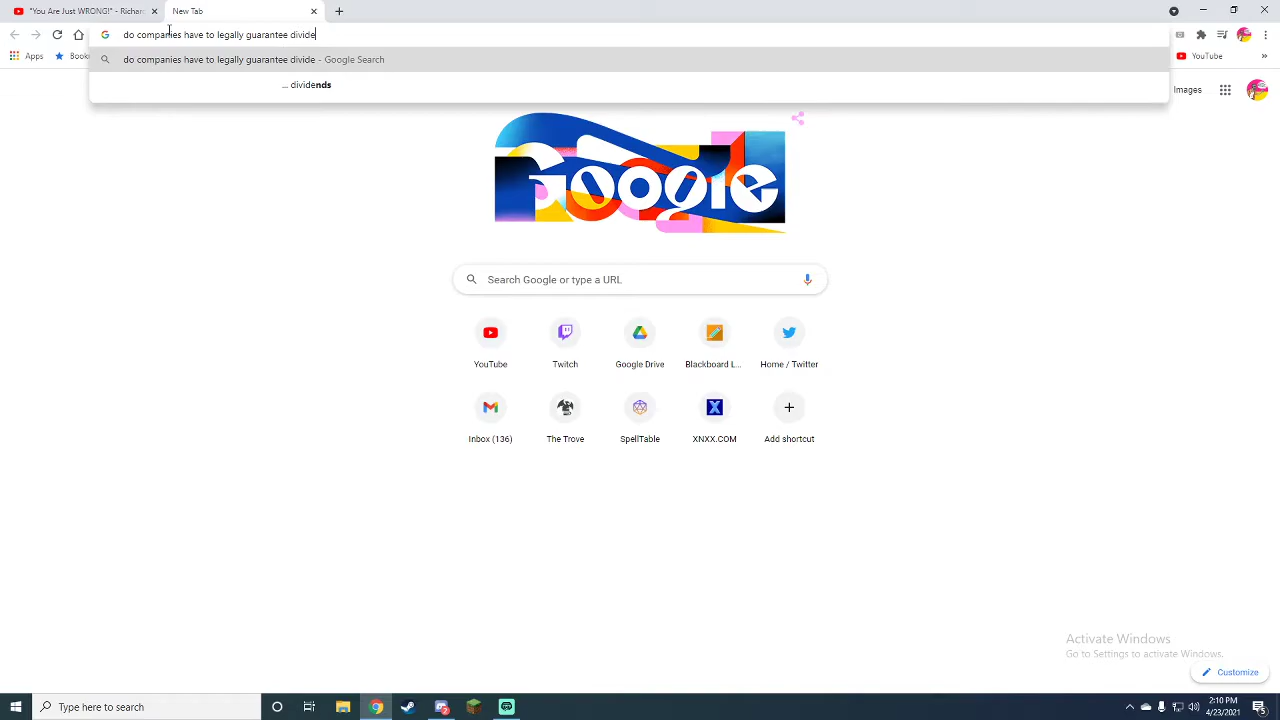 "You Are Just WRONG!" - Richar
New Tab
do companies have to legally guarantee divide
Apps
Book
YouTube
do companies have to legally guarantee divide - Google Search
... dividends
Images
Google
Search Google or type a URL
YouTube
Twitch
Google Drive
Blackboard L...
Home / Twitter
Inbox (136)
The Trove
SpellTable
XNXX.COM
Add shortcut
Activate Windows
Go to Settings to activate Windows.
Customize
Type here to search
2:10 PM
4/23/2021